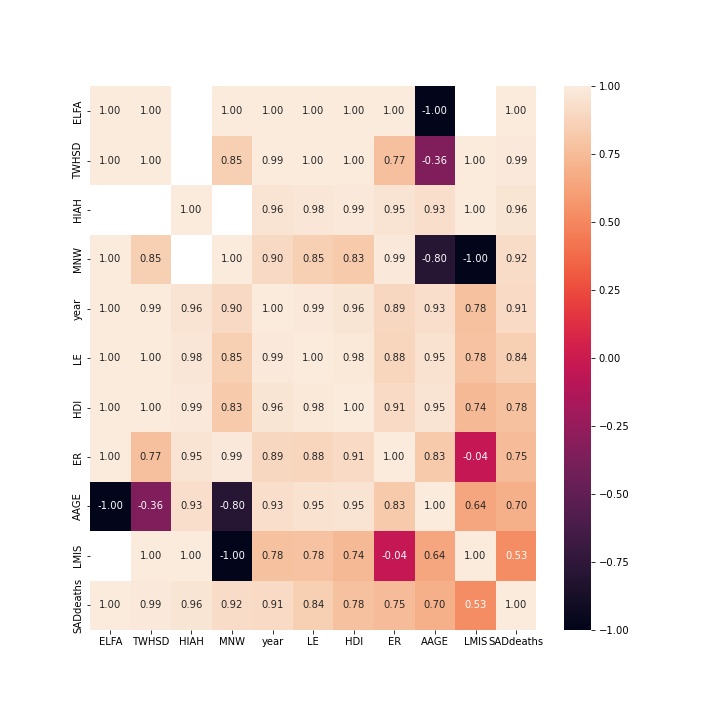 ELFA 1.00 1.00 1.00 1.00 1.00 1.00 1.00 -1.00 1.00
TWHSD 1.00 1.00 0.85 0.99 1.00 1.00 0.77 -0.36 1.00 0.99
HIAH 1.00 0.96 0.98 0.99 0.95 0.93 1.00 0.96
MNW 1.00 0.85 1.00 0.90 0.85 0.83 0.99 -0.80 -1.00 0.92
year 1.00 0.99 0.96 0.90 1.00 0.99 0.96 0.89 0.93 0.78 0.91
LE 1.00 1.00 0.98 0.85 0.99 1.00 0.98 0.88 0.95 0.78 0.84
HDI 1.00 1.00 0.99 0.83 0.96 0.98 1.00 0.91 0.95 0.74 0.78
ER 1.00 0.77 0.95 0.99 0.89 0.88 0.91 1.00 0.83 -0.04 0.75
AAGE -1.00 -0.36 0.93 -0.80 0.93 0.95 0.95 0.83 1.00 0.64 0.70
LMIS 1.00 1.00 -1.00 0.78 0.78 0.74 -0.04 0.64 1.00 0.53
SADdeaths 1.00 0.99 0.96 0.92 0.91 0.84 0.78 0.75 0.70 0.53 1.00
ELFA TWHSD HIAH MNW year LE HDI ER AAGE LMIS SADdeaths
1.00
0.75
0.50
0.25
0.00
−0.25
−0.50
−0.75
−1.00